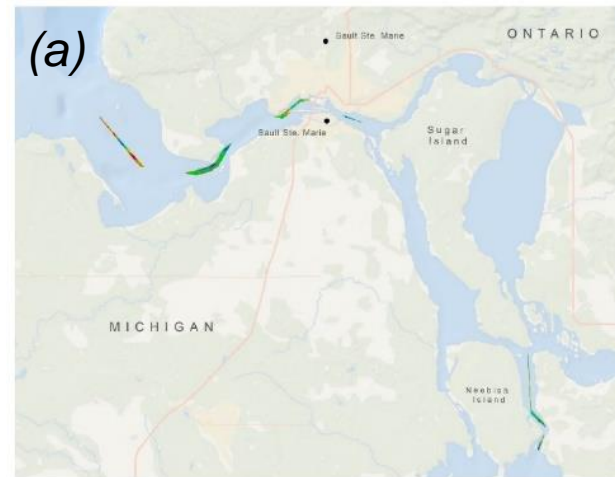 (a)
Sault Ste. Marie
ONTARIO
Sault Ste. Marie
Sugar
Island
MICHIGAN
Neebish
Island